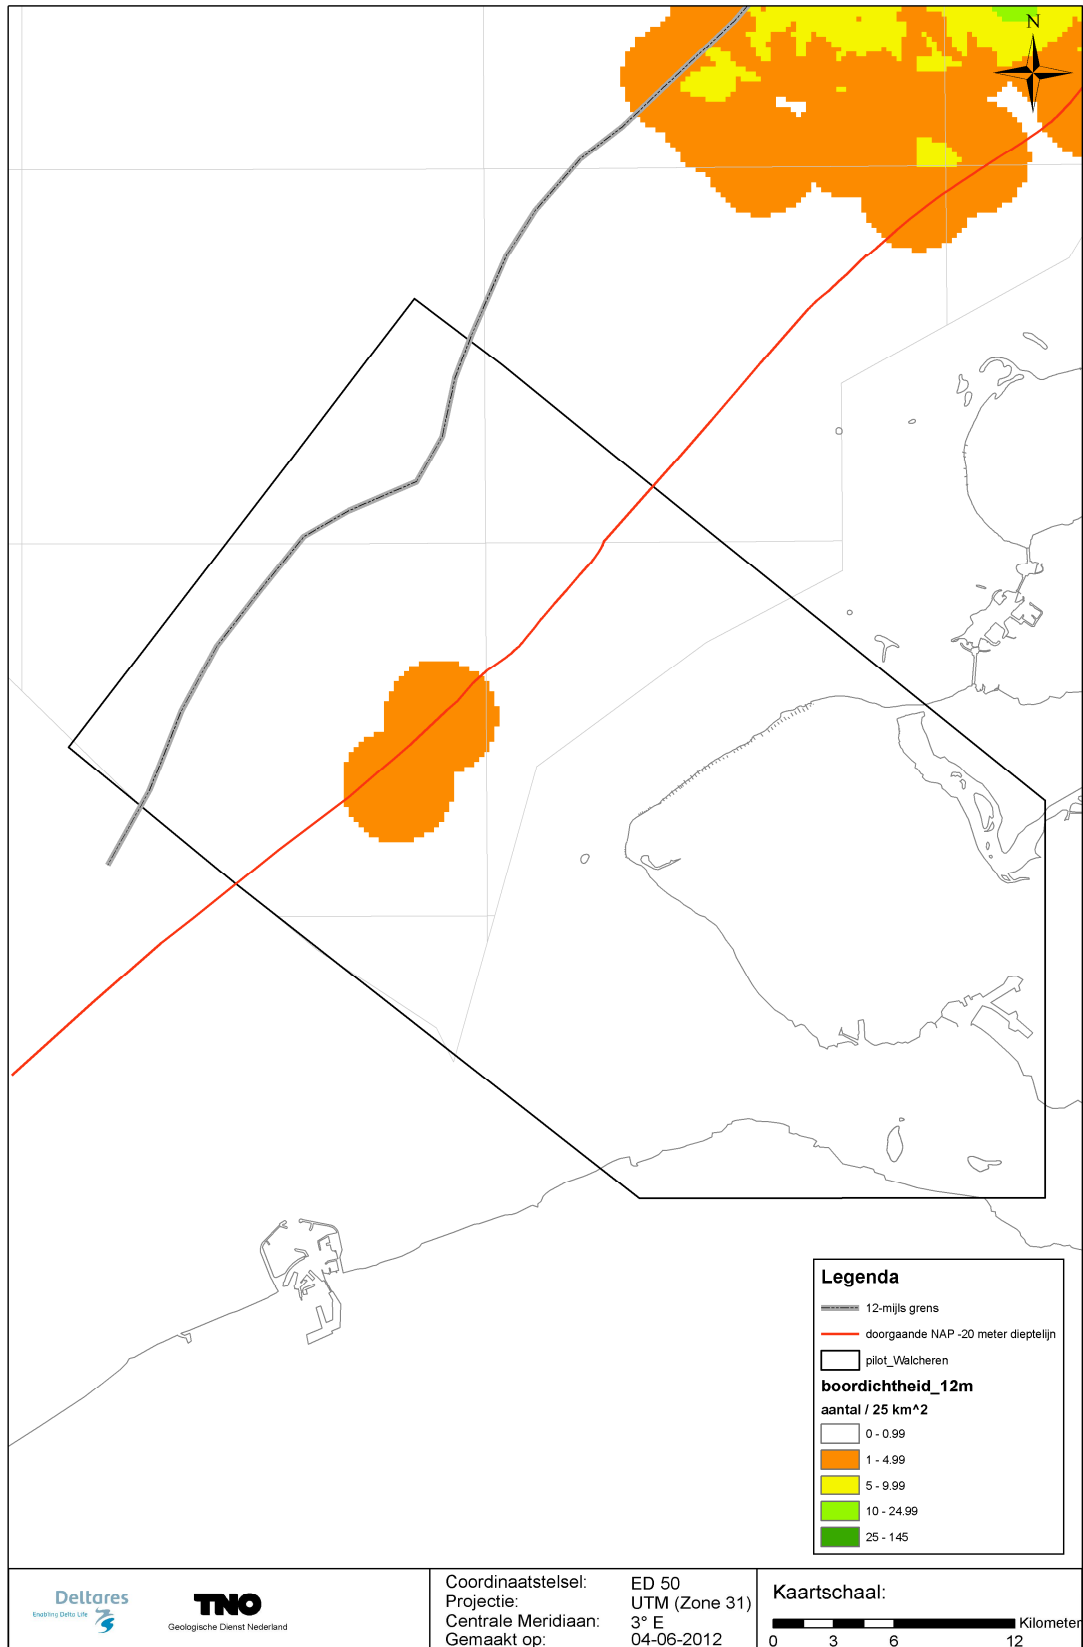 N
Legenda
12-mijls grens
doorgaande NAP -20 meter dieptelijn
pilot_Walcheren
boordichtheid_12m
aantal / 25 km^2
0 - 0.99
1 - 4.99
5 - 9.99
10 - 24.99
25 - 145
Deltares
Enabling Delta Life
TNO
Geologische Dienst Nederland
Coordinaatstelsel: ED 50
Projectie: UTM (Zone 31)
Centrale Meridiaan: 3° E
Gemaakt op: 04-06-2012
Kaartschaal:
Kilometer
0 3 6 12